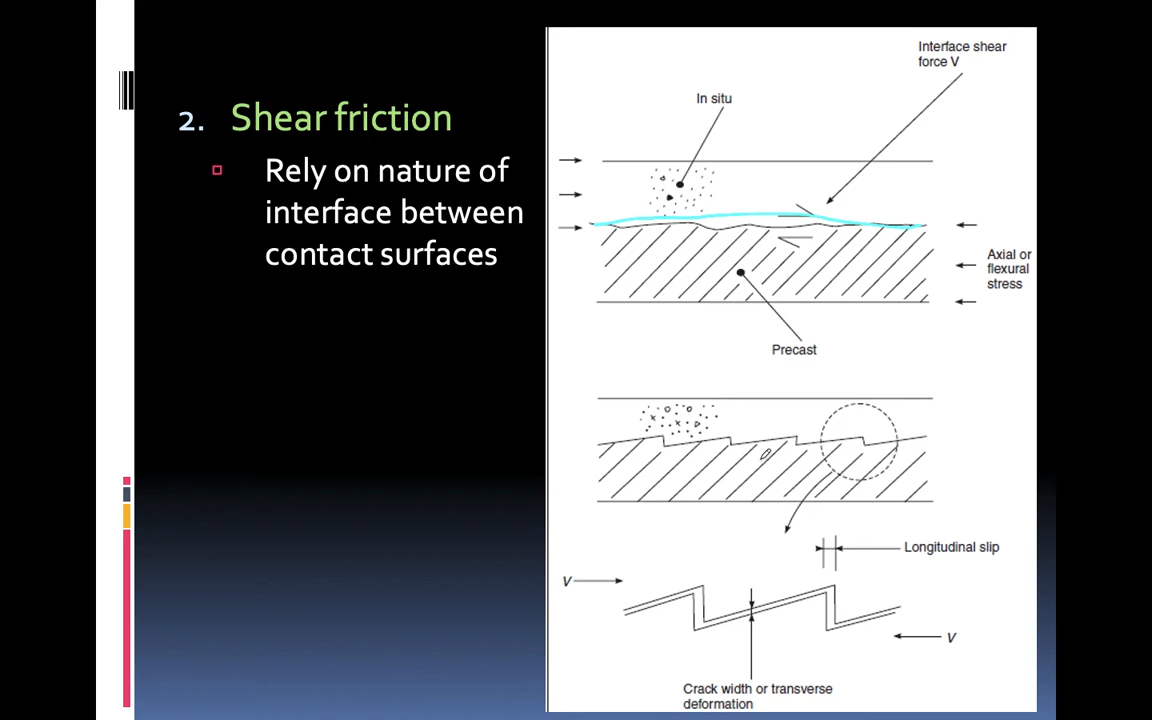 2. Shear friction
Rely on nature of
interface between
contact surfaces
Interface shear
force V
In situ
Axial or
flexural
stress
Precast
Longitudinal slip
V
V
Crack width or transverse
deformation